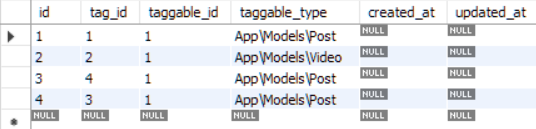 id tag_id taggable_id taggable_type created_at updated_at
1 1 1 App\Models\Post NULL NULL
2 2 1 App\Models\Video NULL NULL
3 4 1 App\Models\Post NULL NULL
4 3 1 App\Models\Post NULL NULL
NULL NULL NULL NULL NULL NULL